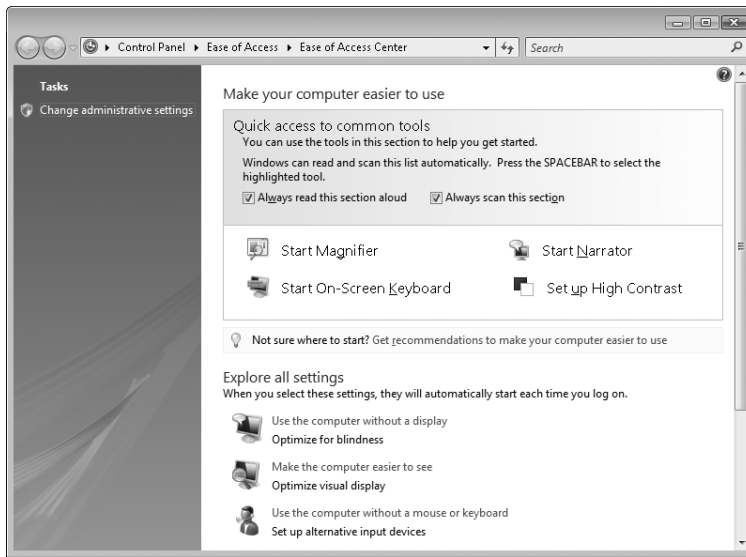 Control Panel ▸ Ease of Access ▸ Ease of Access Center
Search
Tasks
Change administrative settings
Make your computer easier to use
Quick access to common tools
You can use the tools in this section to help you get started.
Windows can read and scan this list automatically.  Press the SPACEBAR to select the
highlighted tool.
Always read this section aloud
Always scan this section
Start Magnifier
Start Narrator
Start On-Screen Keyboard
Set up High Contrast
Not sure where to start? Get recommendations to make your computer easier to use
Explore all settings
When you select these settings, they will automatically start each time you log on.
Use the computer without a display
Optimize for blindness
Make the computer easier to see
Optimize visual display
Use the computer without a mouse or keyboard
Set up alternative input devices